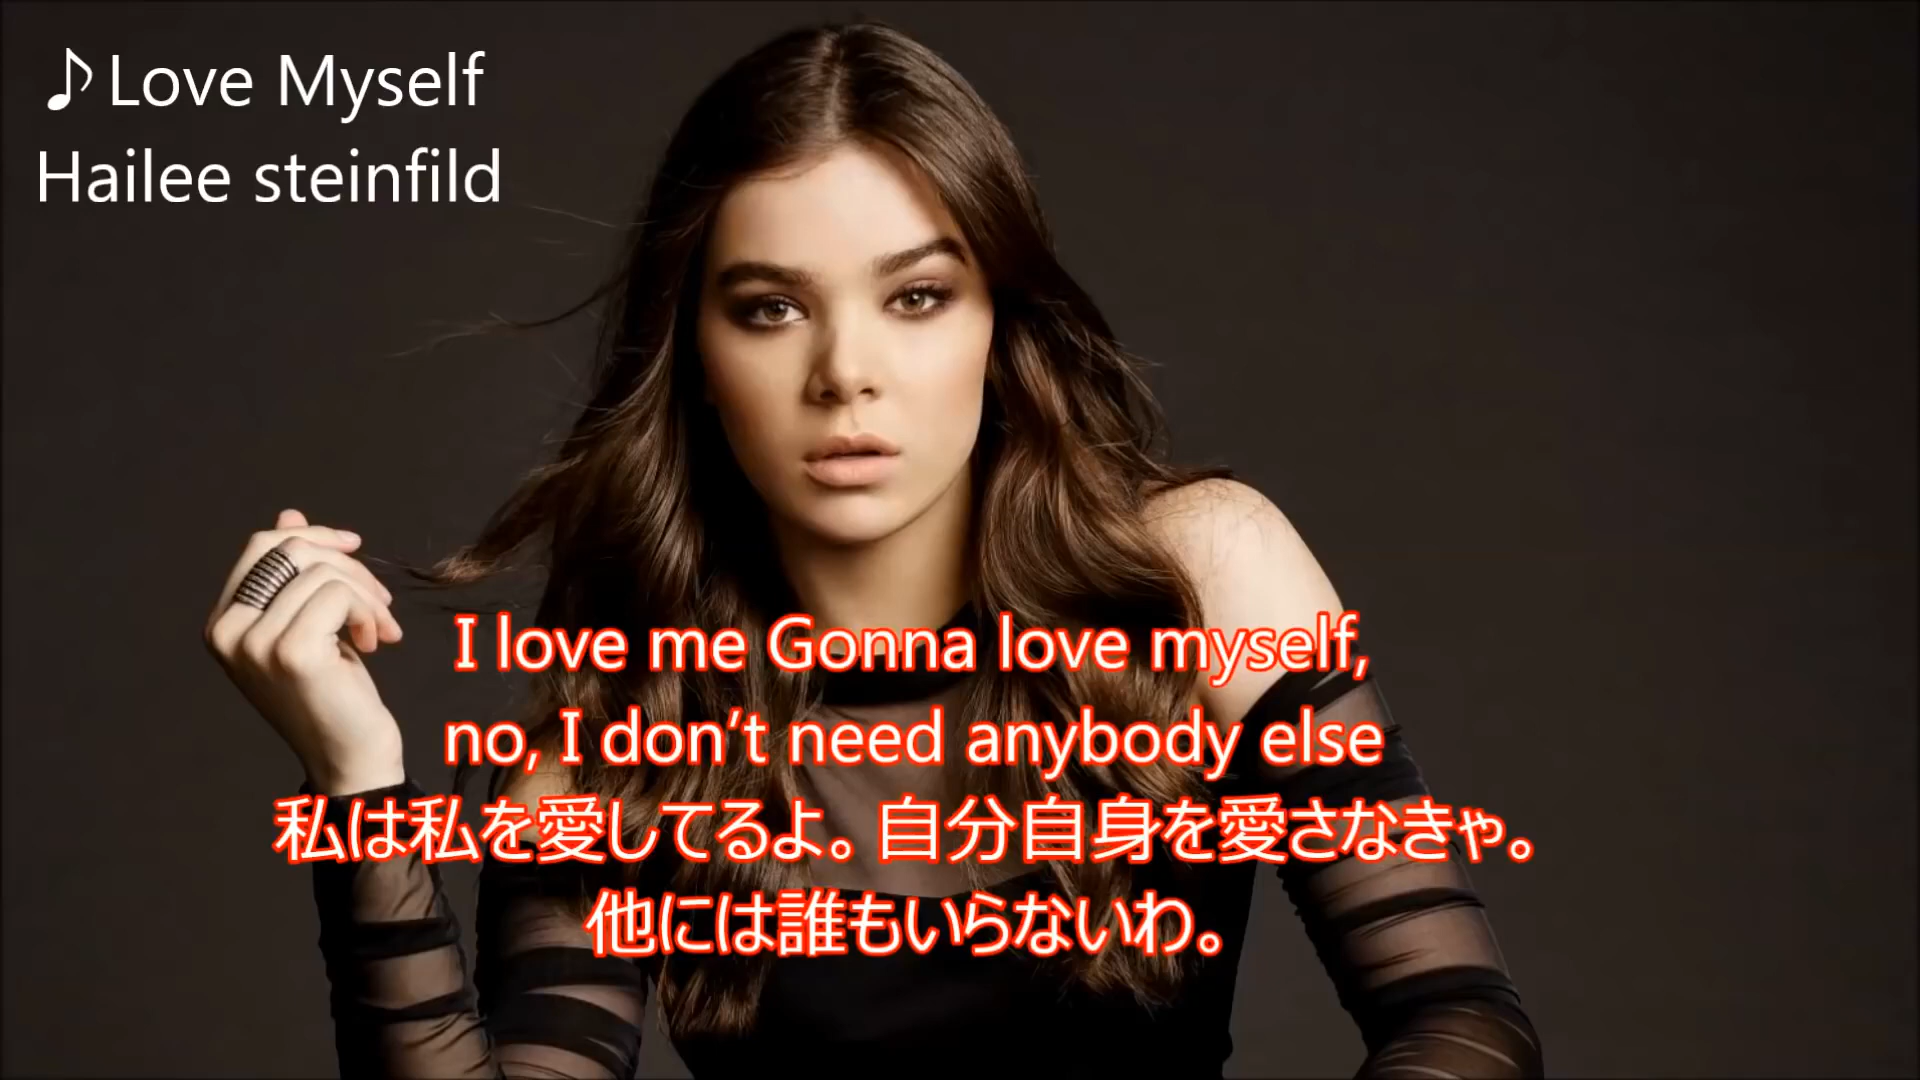 ♪Love Myself
Hailee steinfild
I love me Gonna love myself,
no, I don't need anybody else
私は私を愛してるよ。自分自身を愛さなきゃ。
他には誰もいらないわ。